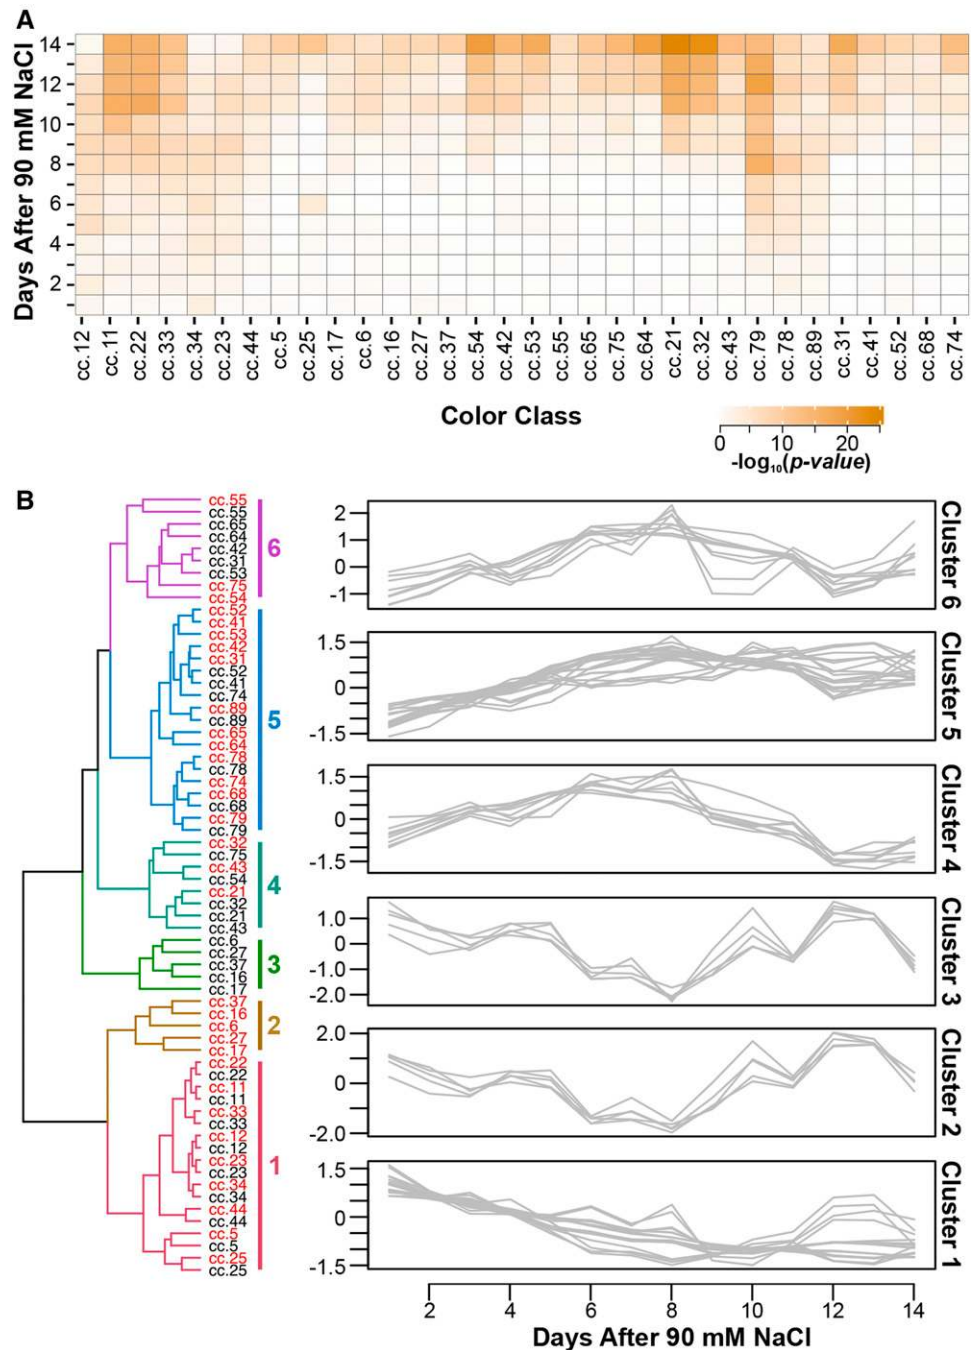 A
Days After 90 mM NaCl
14
12
10
8
6
4
2
cc.12 cc.11 cc.22 cc.33 cc.34 cc.23 cc.44 cc.5 cc.25 cc.17 cc.6 cc.16 cc.27 cc.37 cc.54 cc.42 cc.53 cc.55 cc.65 cc.75 cc.64 cc.21 cc.32 cc.43 cc.79 cc.78 cc.89 cc.31 cc.41 cc.52 cc.68 cc.74
Color Class
0 10 20
-log10(p-value)
B
cc.55
cc.55
cc.65
cc.64
cc.42
cc.31
cc.53
cc.75
cc.54
6
cc.52
cc.41
cc.53
cc.42
cc.31
cc.52
cc.41
cc.74
cc.89
cc.89
cc.65
cc.64
cc.78
cc.78
cc.74
cc.68
cc.68
cc.79
cc.79
5
cc.32
cc.75
cc.43
cc.54
cc.21
cc.32
cc.21
cc.43
4
cc.6
cc.27
cc.37
cc.16
cc.17
3
cc.37
cc.16
cc.6
cc.27
cc.17
2
cc.22
cc.22
cc.11
cc.11
cc.33
cc.33
cc.12
cc.12
cc.23
cc.23
cc.34
cc.34
cc.44
cc.44
cc.5
cc.5
cc.25
cc.25
1
2
1
0
-1
Cluster 6
1.5
0
-1.5
Cluster 5
1.5
0
-1.5
Cluster 4
1.0
0
-1.0
-2.0
Cluster 3
2.0
0
-2.0
Cluster 2
1.5
0
-1.5
Cluster 1
2 4 6 8 10 12 14
Days After 90 mM NaCl